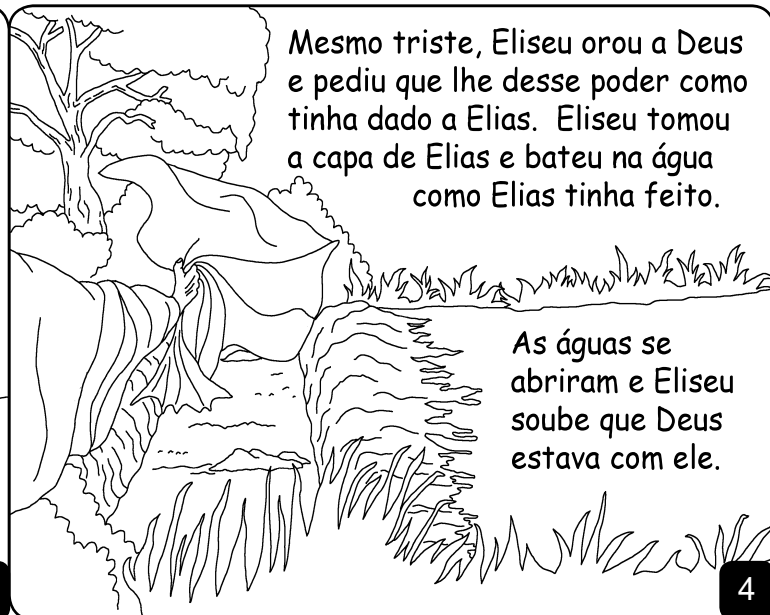 Mesmo triste, Eliseu orou a Deus
e pediu que lhe desse poder como
tinha dado a Elias.  Eliseu tomou
a capa de Elias e bateu na água
como Elias tinha feito.
As águas se
abriram e Eliseu
soube que Deus
estava com ele.
4